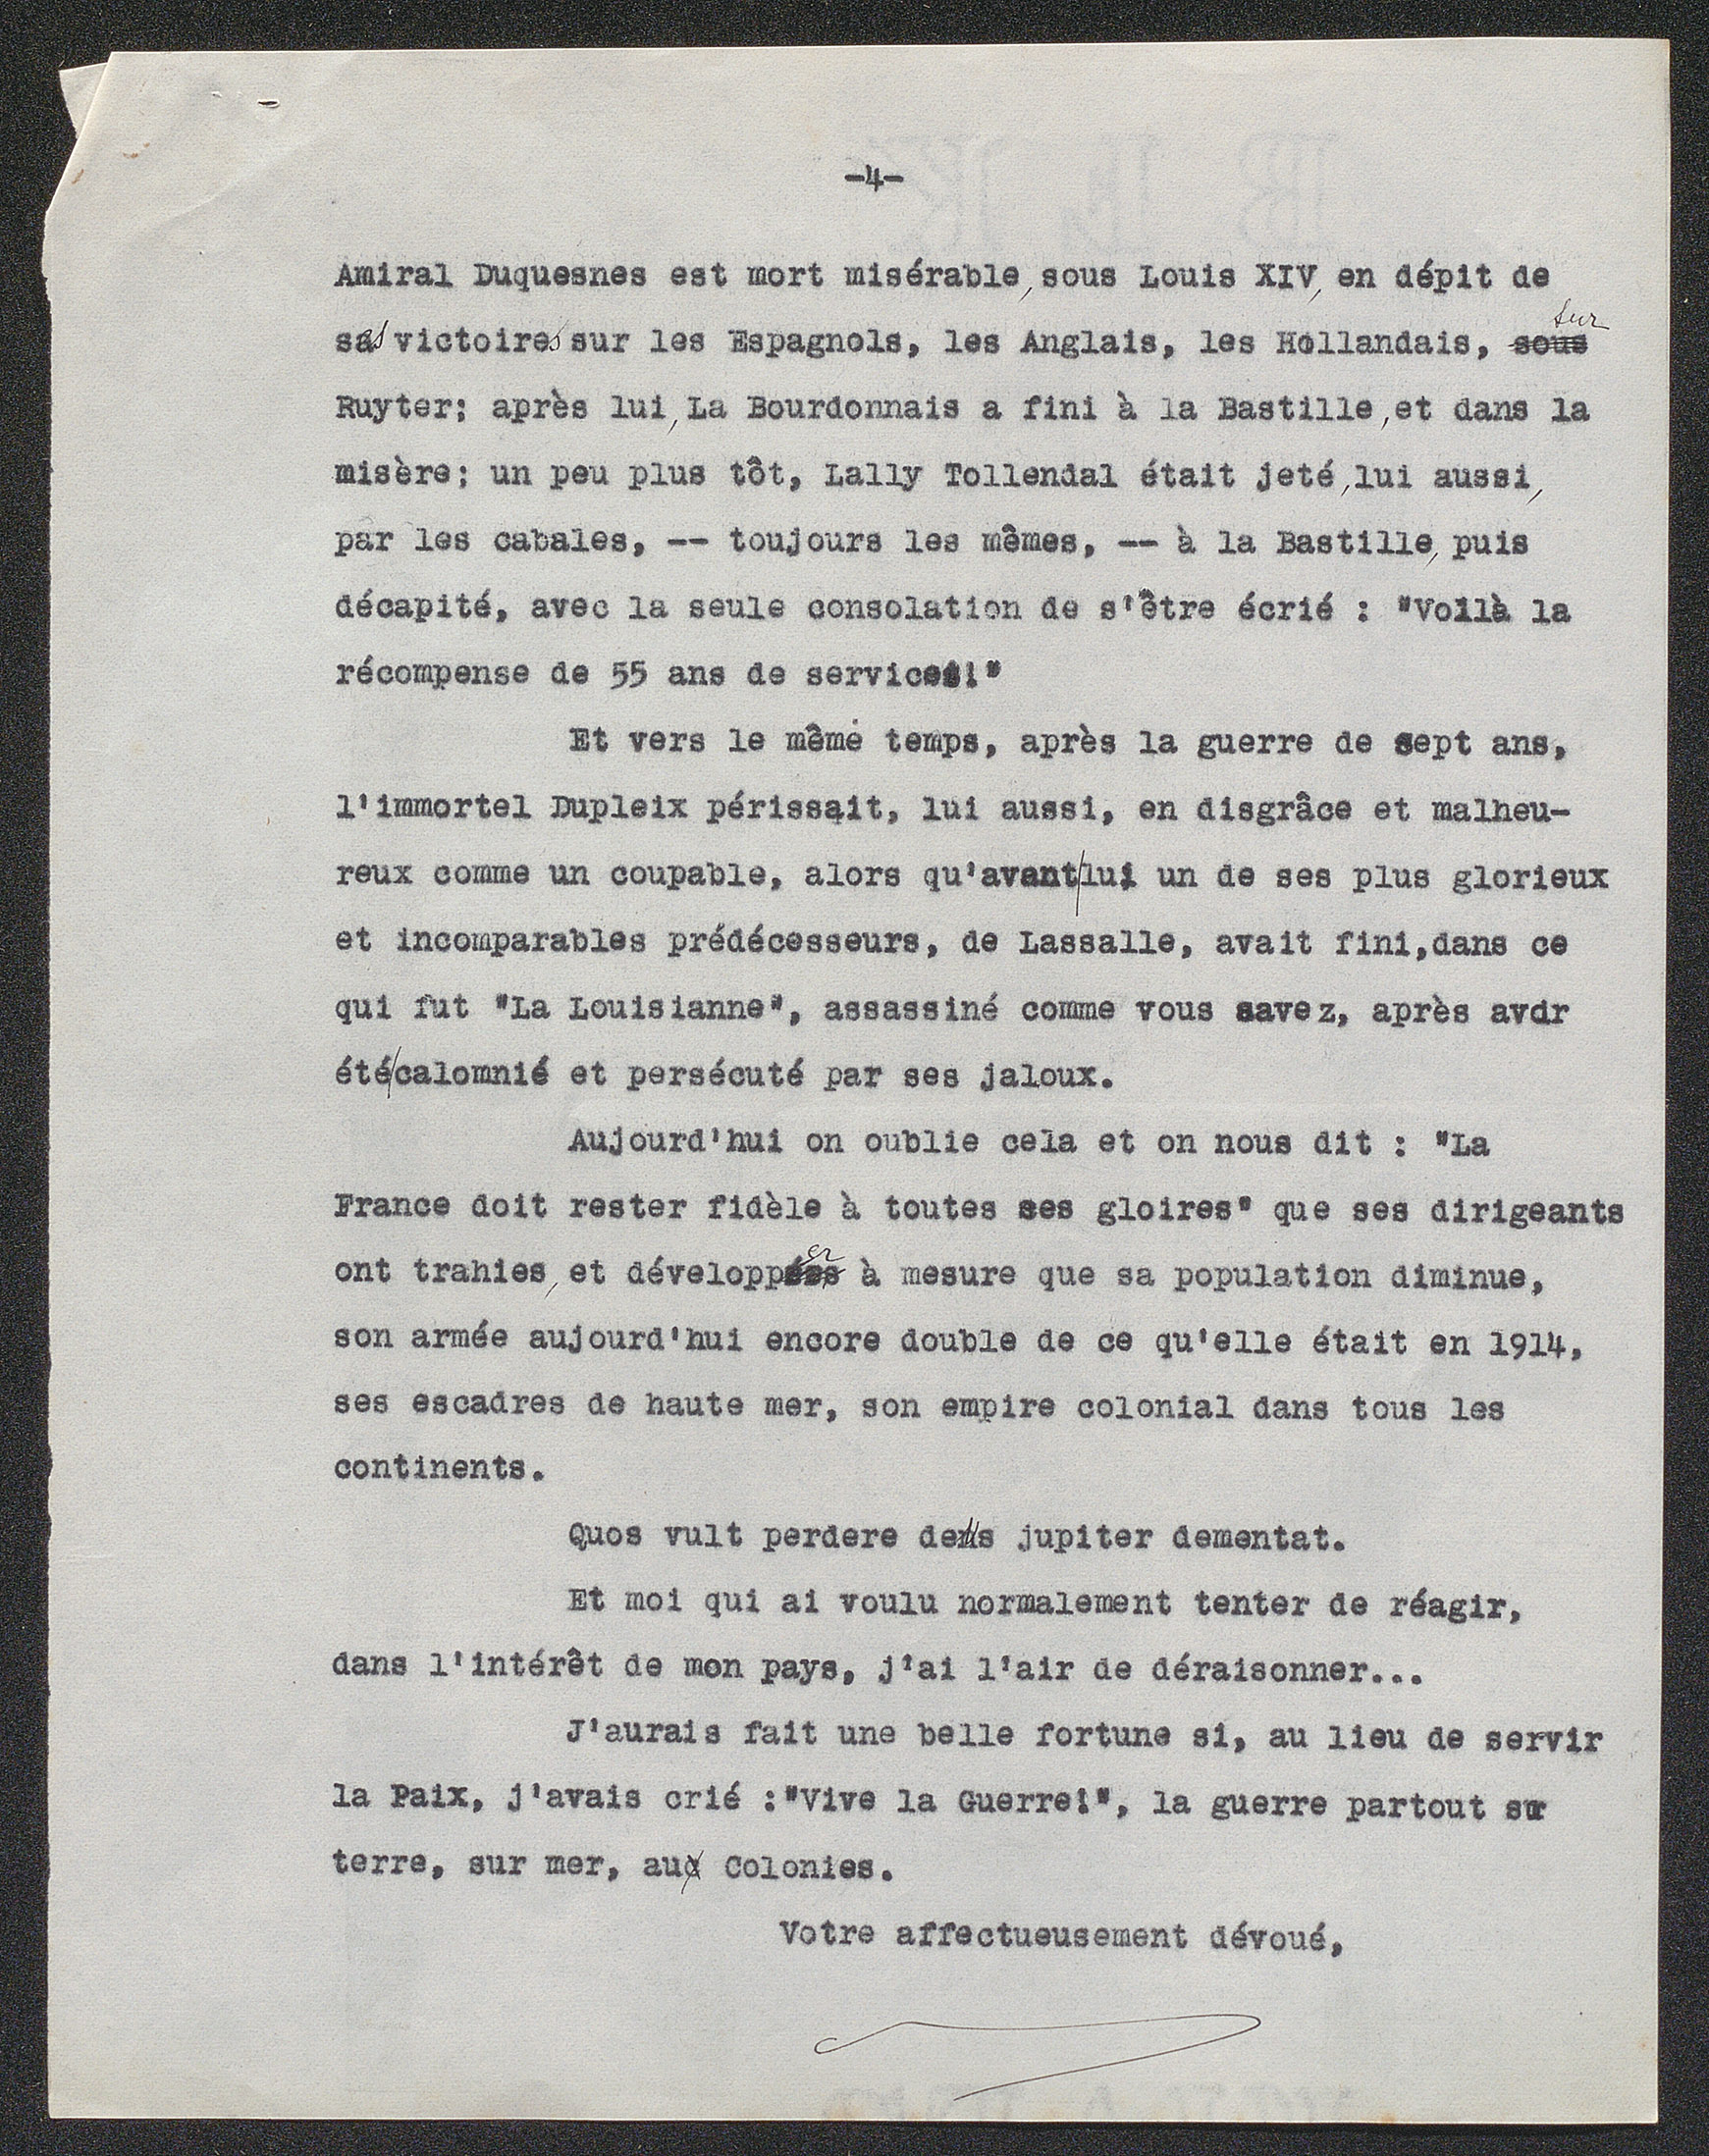 -4-
Amiral Duquesnes est mort misérable, sous Louis XIV, en dépit de
ses victoires sur les Espagnols, les Anglais, les Hollandais, sous sur
Ruyter; après lui, La Bourdonnais a fini à la Bastille, et dans la
misère; un peu plus tôt, Lally Tollendal était jeté, lui aussi,
par les cabales, -- toujours les mêmes, -- à la Bastille, puis
décapité, avec la seule consolation de s'être écrié : "Voilà la
récompense de 55 ans de services!"
Et vers le même temps, après la guerre de sept ans,
l'immortel Dupleix périssait, lui aussi, en disgrâce et malheu-
reux comme un coupable, alors qu'avant lui un de ses plus glorieux
et incomparables prédécesseurs, de Lassalle, avait fini, dans ce
qui fut "La Louisianne", assassiné comme vous savez, après avdr
été calomnié et persécuté par ses jaloux.
Aujourd'hui on oublie cela et on nous dit : "La
France doit rester fidèle à toutes ses gloires" que ses dirigeants
ont trahies, et développer à mesure que sa population diminue,
son armée aujourd'hui encore double de ce qu'elle était en 1914,
ses escadres de haute mer, son empire colonial dans tous les
continents.
Quos vult perdere deus jupiter dementat.
Et moi qui ai voulu normalement tenter de réagir,
dans l'intérêt de mon pays, j'ai l'air de déraisonner...
J'aurais fait une belle fortune si, au lieu de servir
la Paix, j'avais crié :"Vive la Guerre!", la guerre partout sur
terre, sur mer, aux Colonies.
Votre affectueusement dévoué,